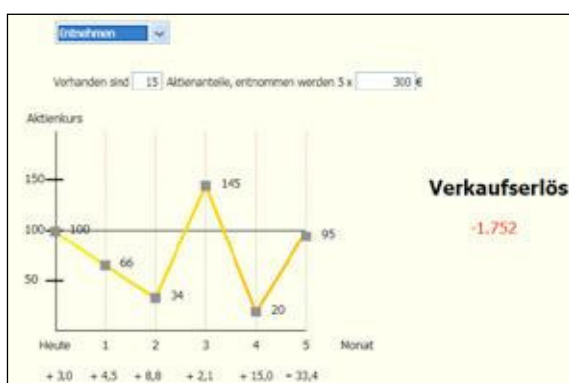 Entnehmen
Vorhanden sind 15 Aktienanteile, entnommen werden 5 x 300 €
Aktienkurs
150
145
Verkaufserlös
100 100
95
-1.752
66
50
34
20
Heute 1 2 3 4 5 Monat
+ 3,0 + 4,5 + 8,8 + 2,1 + 15,0 = 33,4